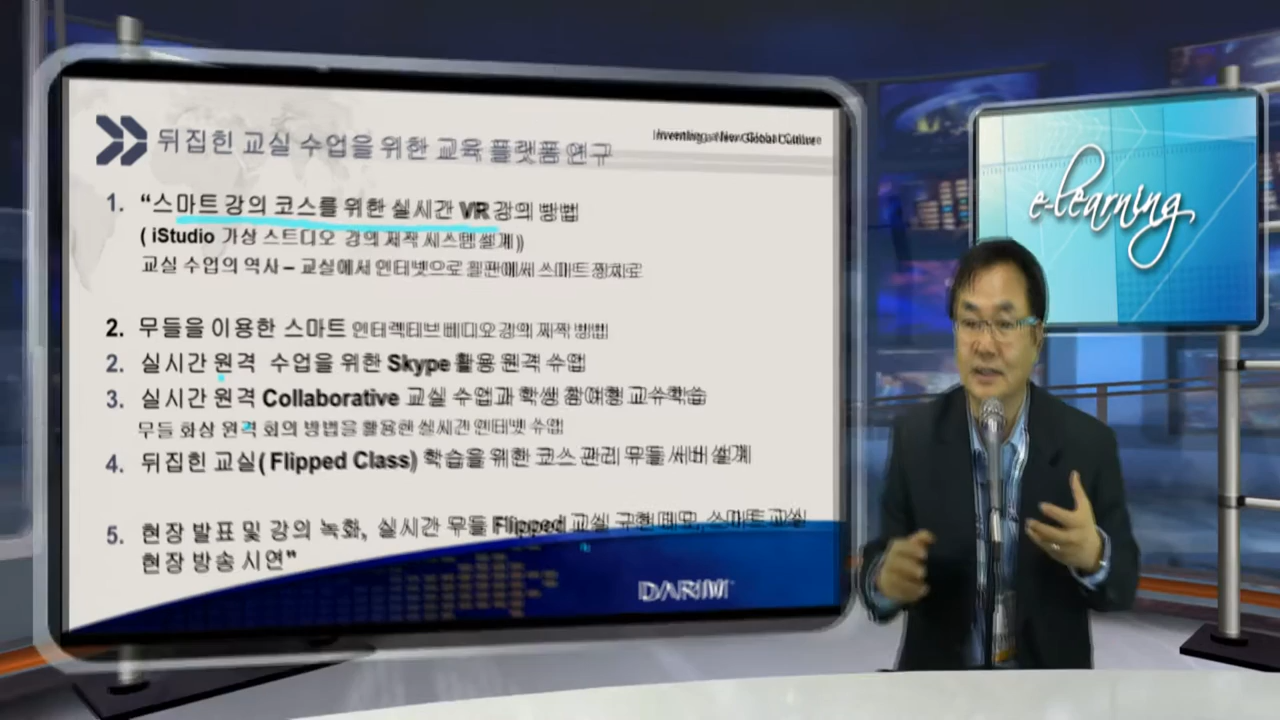 뒤집힌 교실 수업을 위한 교육 플랫폼 연구
Inventing a New Global Culture
1. “스마트 강의 코스를 위한 실시간 VR 강의 방법
( iStudio 가상 스트디오 강의 제작 시스템 설계))
교실 수업의 역사 – 교실에서 인터넷으로 칠판에서 스마트 장치로
2. 무들을 이용한 스마트 인터렉티브 비디오 강의 제작 방법
2. 실시간 원격 수업을 위한 Skype 활용 원격 수업
3. 실시간 원격 Collaborative 교실 수업과 학생 참여형 교수학습
무들 화상 원격 회의 방법을 활용한 실시간 인터넷 수업
4. 뒤집힌 교실( Flipped Class) 학습을 위한 코스 관리 무들 써버 설계
5. 현장 발표 및 강의 녹화, 실시간 무들 Flipped 교실 구현 데모, 스마트 교실
현장 방송 시연”
DARIM
e-learning